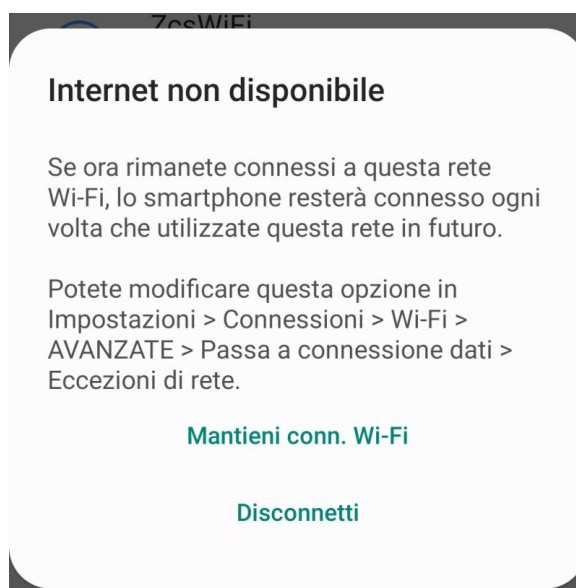 ZcsWiFi
Internet non disponibile
Se ora rimanete connessi a questa rete
Wi-Fi, lo smartphone resterà connesso ogni
volta che utilizzate questa rete in futuro.
Potete modificare questa opzione in
Impostazioni > Connessioni > Wi-Fi >
AVANZATE > Passa a connessione dati >
Eccezioni di rete.
Mantieni conn. Wi-Fi
Disconnetti